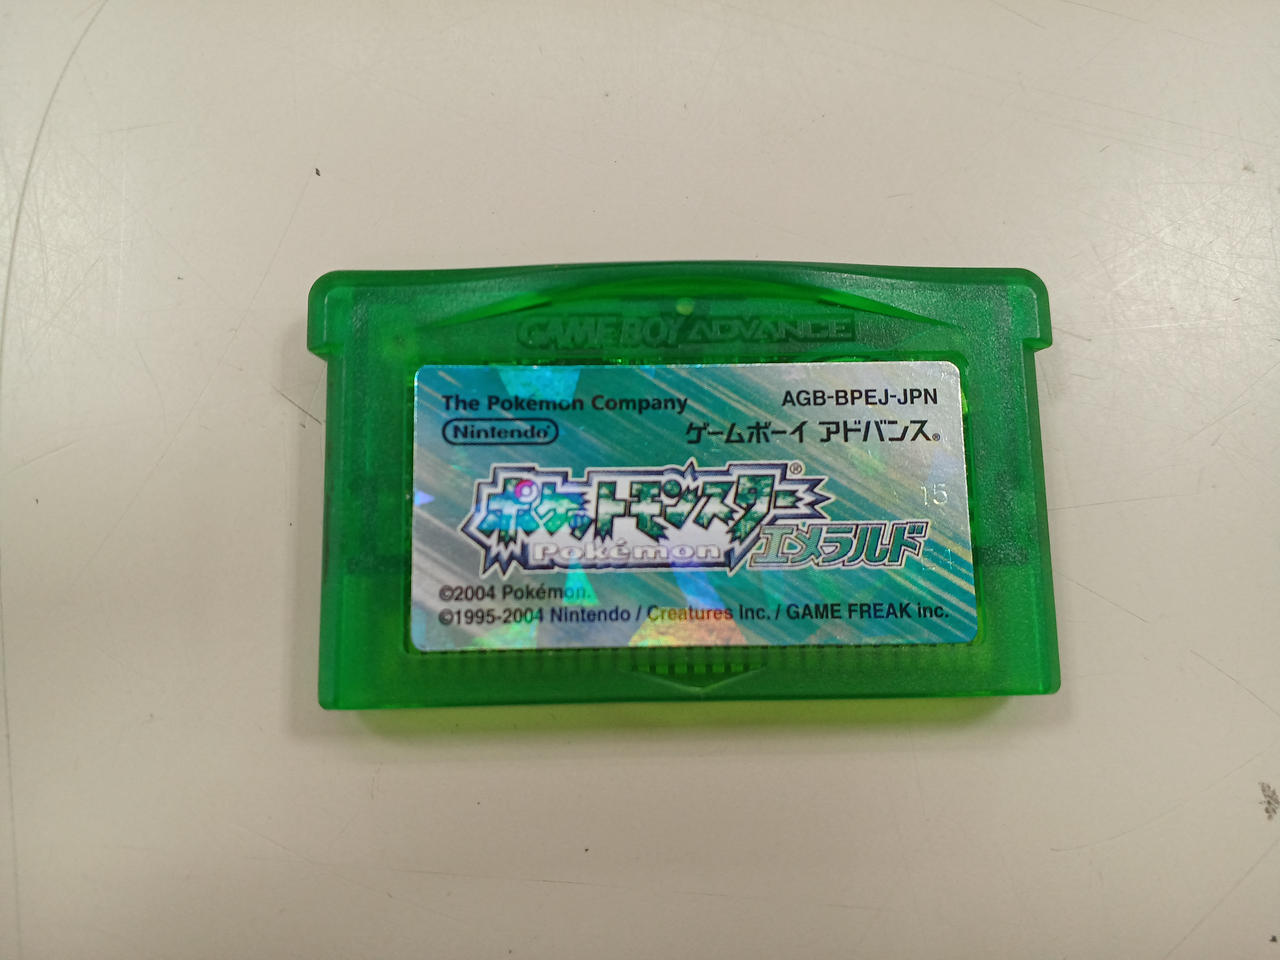 GAME BOY ADVANCE
The Pokémon Company
AGB-BPEJ-JPN
Nintendo®
ゲームボーイ アドバンス®
ポケットモンスター®
15
Pokémon
エメラルド
©2004 Pokémon.
©1995-2004 Nintendo / Creatures Inc. / GAME FREAK inc.